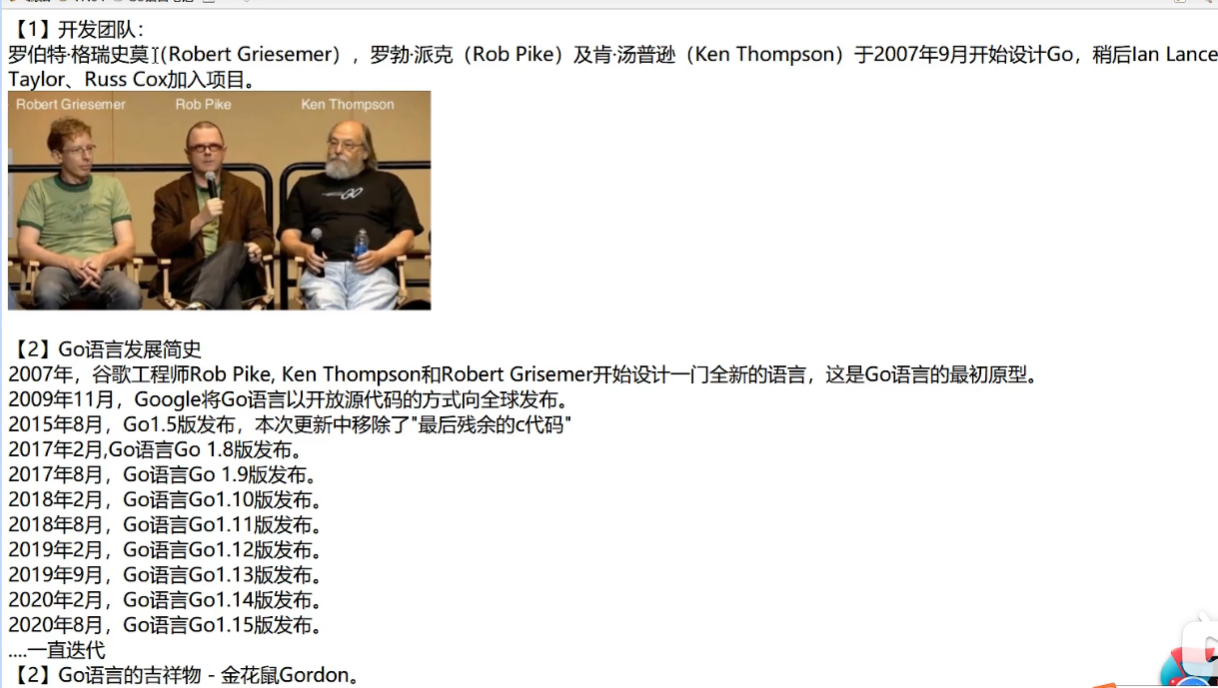 【1】开发团队：
罗伯特·格瑞史莫（Robert Griesemer），罗勃·派克（Rob Pike）及肯·汤普逊（Ken Thompson）于2007年9月开始设计Go，稍后Ian Lance
Taylor、Russ Cox加入项目。
Robert Griesemer Rob Pike Ken Thompson
GO
【2】Go语言发展简史
2007年，谷歌工程师Rob Pike, Ken Thompson和Robert Grisemer开始设计一门全新的语言，这是Go语言的最初原型。
2009年11月，Google将Go语言以开放源代码的方式向全球发布。
2015年8月，Go1.5版发布，本次更新中移除了"最后残余的c代码"
2017年2月,Go语言Go 1.8版发布。
2017年8月，Go语言Go 1.9版发布。
2018年2月，Go语言Go1.10版发布。
2018年8月，Go语言Go1.11版发布。
2019年2月，Go语言Go1.12版发布。
2019年9月，Go语言Go1.13版发布。
2020年2月，Go语言Go1.14版发布。
2020年8月，Go语言Go1.15版发布。
....一直迭代
【2】Go语言的吉祥物 - 金花鼠Gordon。